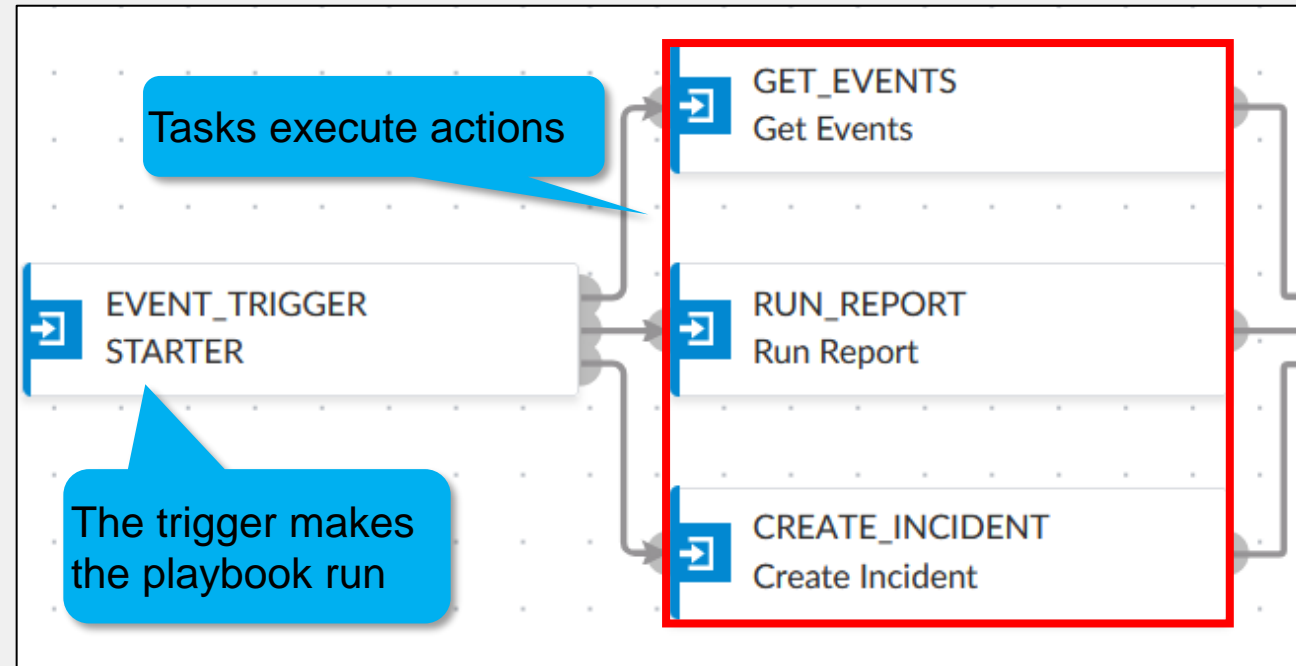 GET_EVENTS
Get Events
Tasks execute actions
EVENT_TRIGGER
STARTER
RUN_REPORT
Run Report
The trigger makes
the playbook run
CREATE_INCIDENT
Create Incident